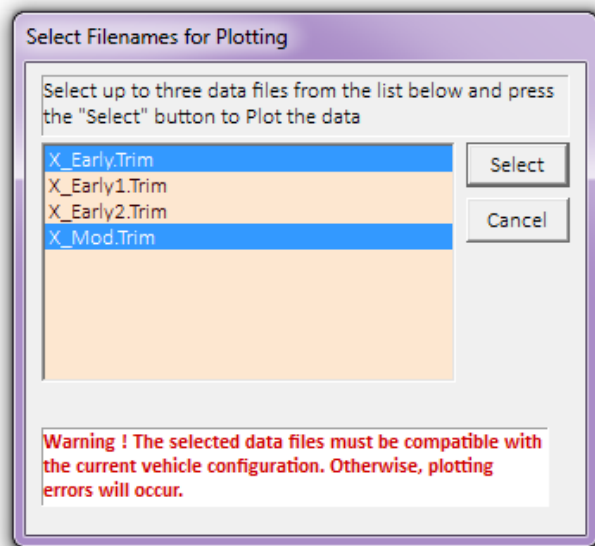 Select Filenames for Plotting
Select up to three data files from the list below and press
the "Select" button to Plot the data
X_Early.Trim
X_Early1.Trim
X_Early2.Trim
X_Mod.Trim
Select
Cancel
Warning ! The selected data files must be compatible with
the current vehicle configuration. Otherwise, plotting
errors will occur.